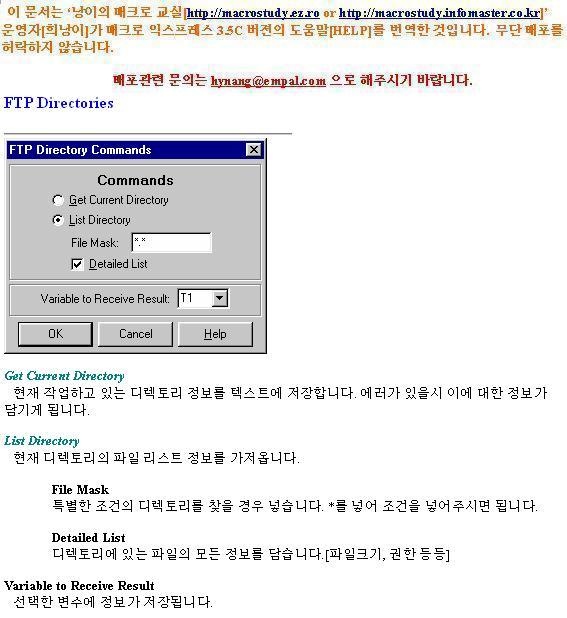 이 문서는 '낭이의 매크로 교실[http://macrostudy.ez.ro or http://macrostudy.infomaster.co.kr]'
운영자[희낭이]가 매크로 익스프레스 3.5C 버젼의 도움말[HELP]를 번역한 것입니다. 무단 배포를
허락하지 않습니다.
배포관련 문의는 hynang@empal.com 으로 해주시기 바랍니다.
FTP Directories
FTP Directory Commands
Commands
Get Current Directory
List Directory
File Mask: *.*
Detailed List
Variable to Receive Result: T1
OK Cancel Help
Get Current Directory
현재 작업하고 있는 디렉토리 정보를 텍스트에 저장합니다. 에러가 있을시 이에 대한 정보가
담기게 됩니다.
List Directory
현재 디렉토리의 파일 리스트 정보를 가져옵니다.
File Mask
특별한 조건의 디렉토리를 찾을 경우 넣습니다. *를 넣어 조건을 넣어주시면 됩니다.
Detailed List
디렉토리에 있는 파일의 모든 정보를 담습니다.[파일크기, 권한 등등]
Variable to Receive Result
선택한 변수에 정보가 저장됩니다.